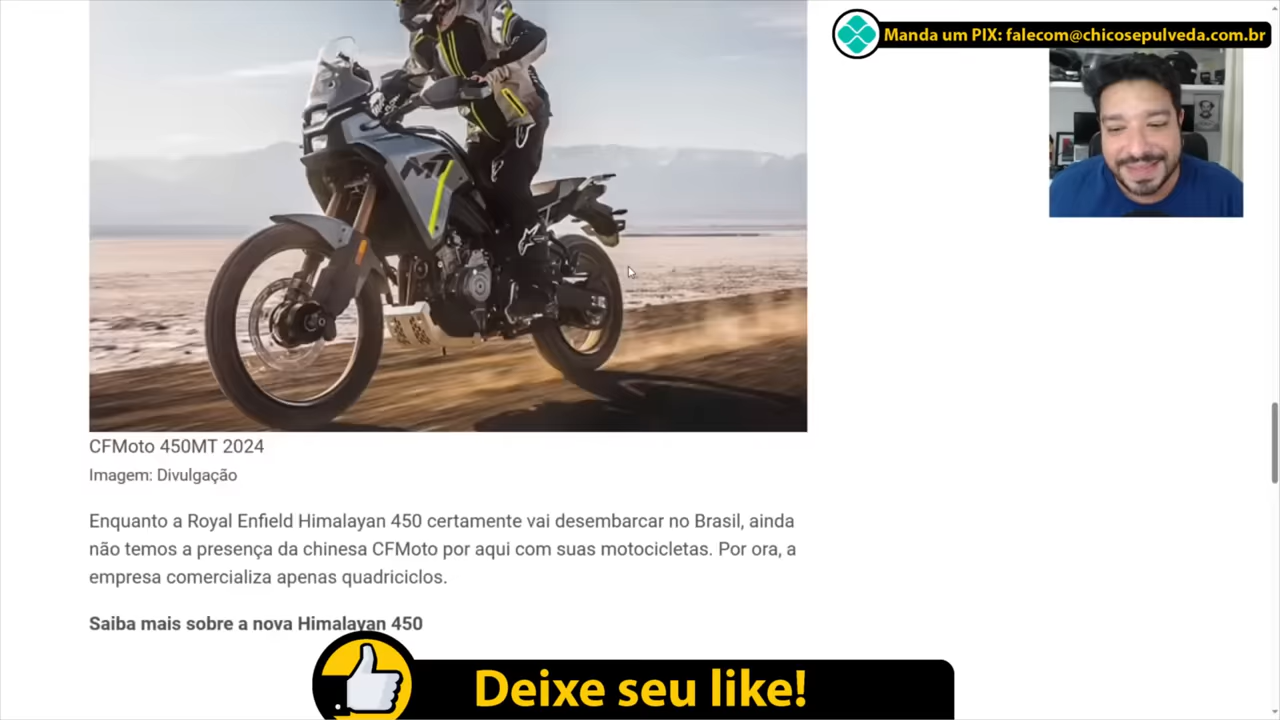 Manda um PIX: falecom@chicosepulveda.com.br
MT
CFMoto 450MT 2024
Imagem: Divulgação
Enquanto a Royal Enfield Himalayan 450 certamente vai desembarcar no Brasil, ainda
não temos a presença da chinesa CFMoto por aqui com suas motocicletas. Por ora, a
empresa comercializa apenas quadriciclos.
Saiba mais sobre a nova Himalayan 450
Deixe seu like!